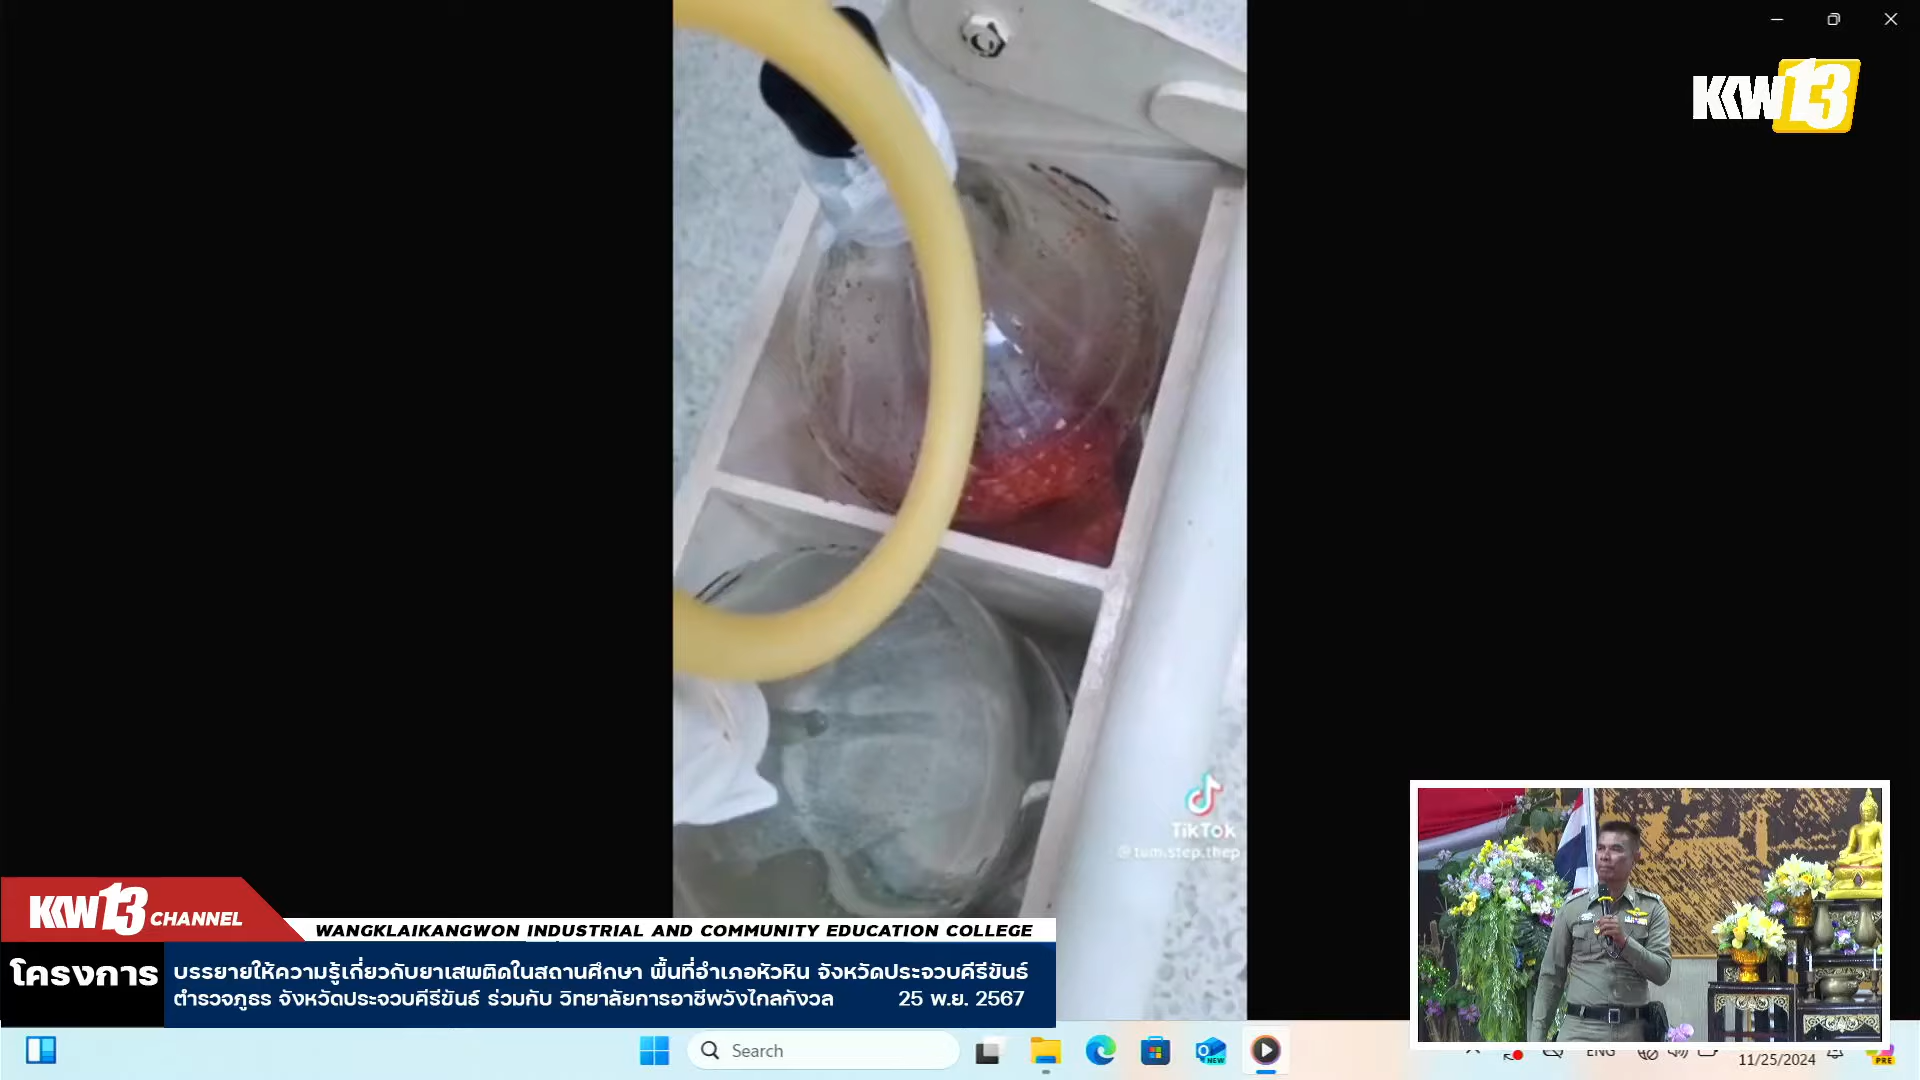 KW13
TikTok
@tum.step.thep
KW13 CHANNEL
WANGKLAIKANGWON INDUSTRIAL AND COMMUNITY EDUCATION COLLEGE
โครงการ
บรรยายให้ความรู้เกี่ยวกับยาเสพติดในสถานศึกษา พื้นที่อำเภอหัวหิน จังหวัดประจวบคีรีขันธ์
ตำรวจภูธร จังหวัดประจวบคีรีขันธ์ ร่วมกับ วิทยาลัยการอาชีพวังไกลกังวล 25 พ.ย. 2567
Search
NEW
ENG
11/25/2024
PRE